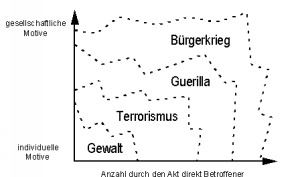 gesellschaftliche
Motive
Bürgerkrieg
Guerilla
Terrorismus
individuelle
Motive
Gewalt
Anzahl durch den Akt direkt Betroffener